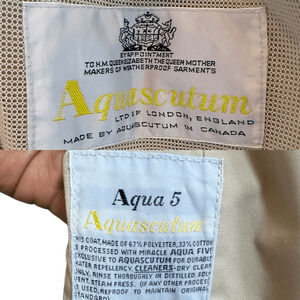 BY APPOINTMENT
TO H.M. QUEEN ELIZABETH THE QUEEN MOTHER
MAKERS OF WEATHERPROOF GARMENTS
Aquascutum
LTD OF LONDON, ENGLAND
MADE BY AQUASCUTUM IN CANADA
Aqua 5
Aquascutum
THIS COAT, MADE OF 67% POLYESTER, 33% COTTON
IS PROCESSED WITH MIRACLE AQUA FIVE
EXCLUSIVE TO AQUASCUTUM FOR DURABLE
WATER REPELLENCY. CLEANERS-DRY CLEAN
ONLY. RINSE THOROUGHLY IN DISTILLED SOL-
VENT, STEAM PRESS. (IF ANY OTHER PROCESS
IS USED, REPROOF TO MAINTAIN ORIGINAL
STANDARD).